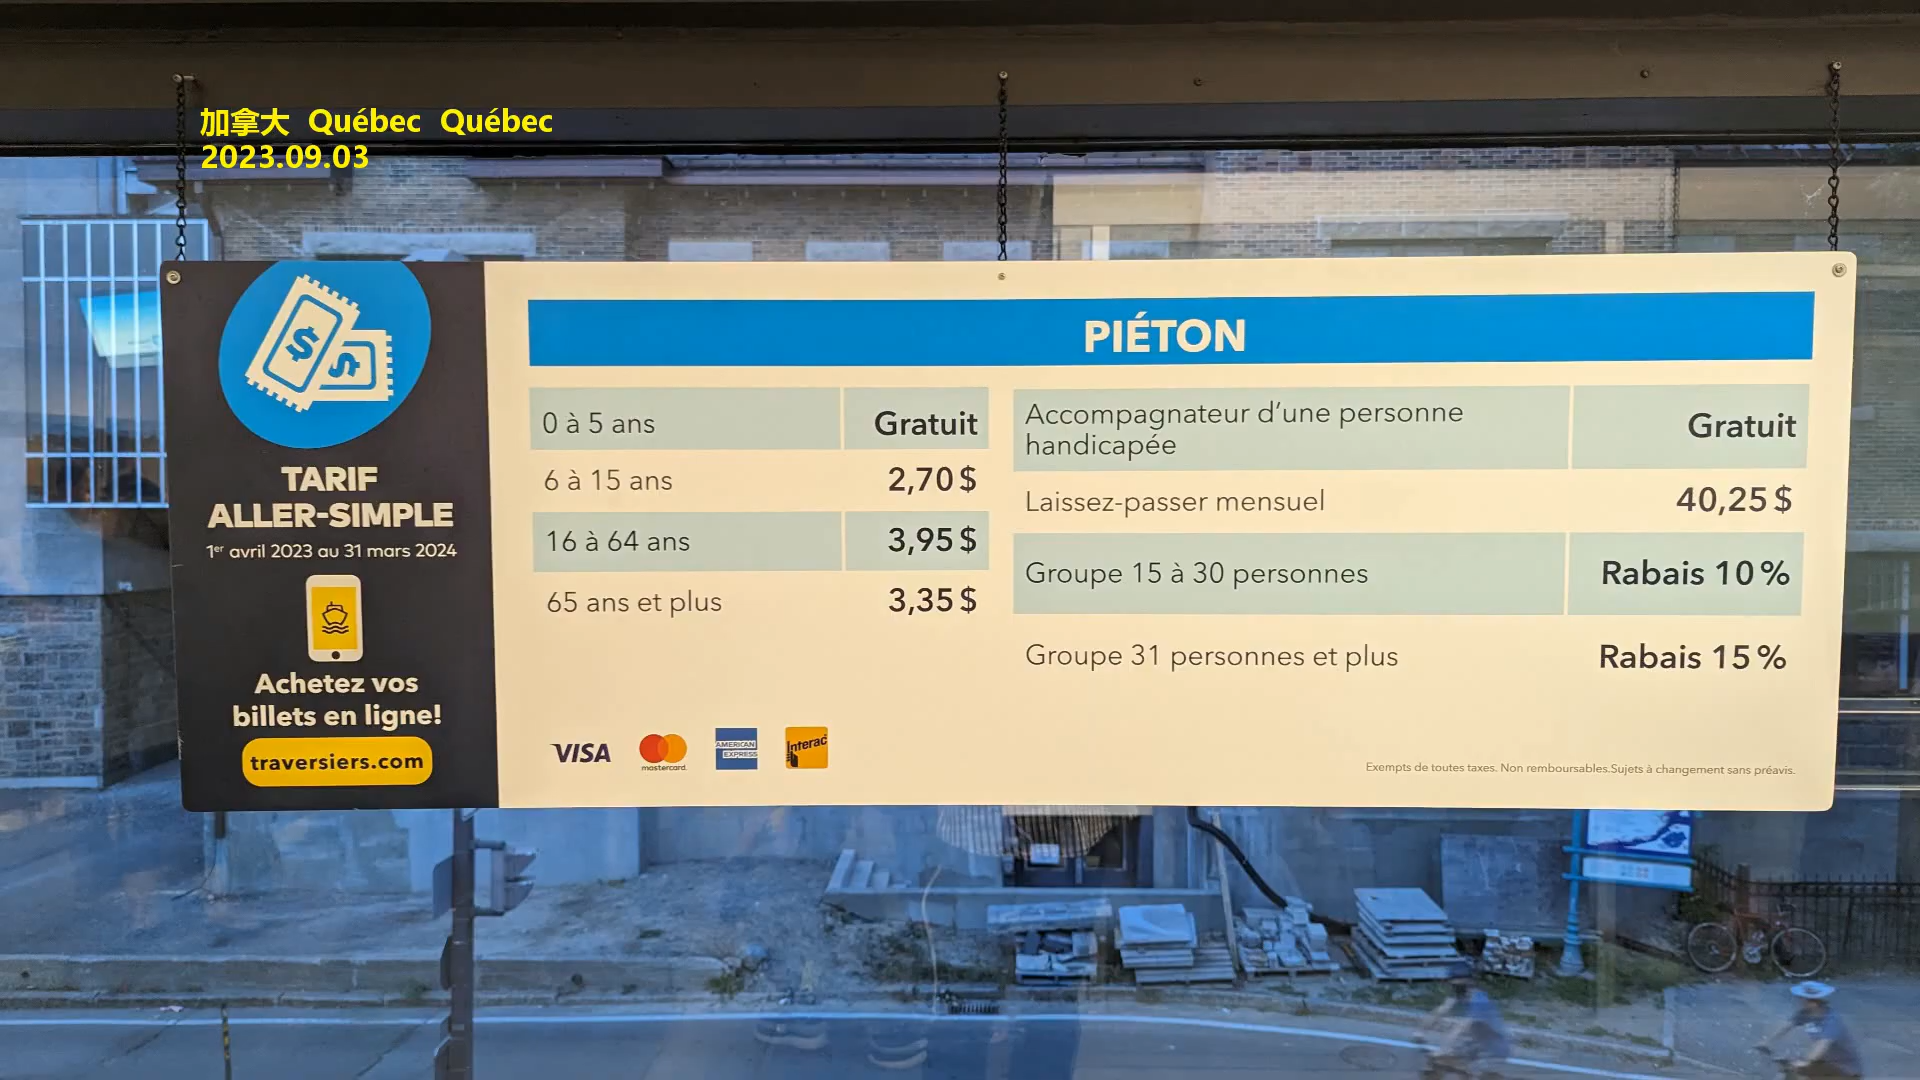 加拿大 Québec Québec
2023.09.03
TARIF
ALLER-SIMPLE
1er avril 2023 au 31 mars 2024
Achetez vos
billets en ligne!
traversiers.com
PIÉTON
0 à 5 ans Gratuit
6 à 15 ans 2,70 $
16 à 64 ans 3,95 $
65 ans et plus 3,35 $
Accompagnateur d'une personne
handicapée Gratuit
Laissez-passer mensuel 40,25 $
Groupe 15 à 30 personnes Rabais 10 %
Groupe 31 personnes et plus Rabais 15 %
VISA mastercard. AMERICAN EXPRESS Interac
Exempts de toutes taxes. Non remboursables.Sujets à changement sans préavis.